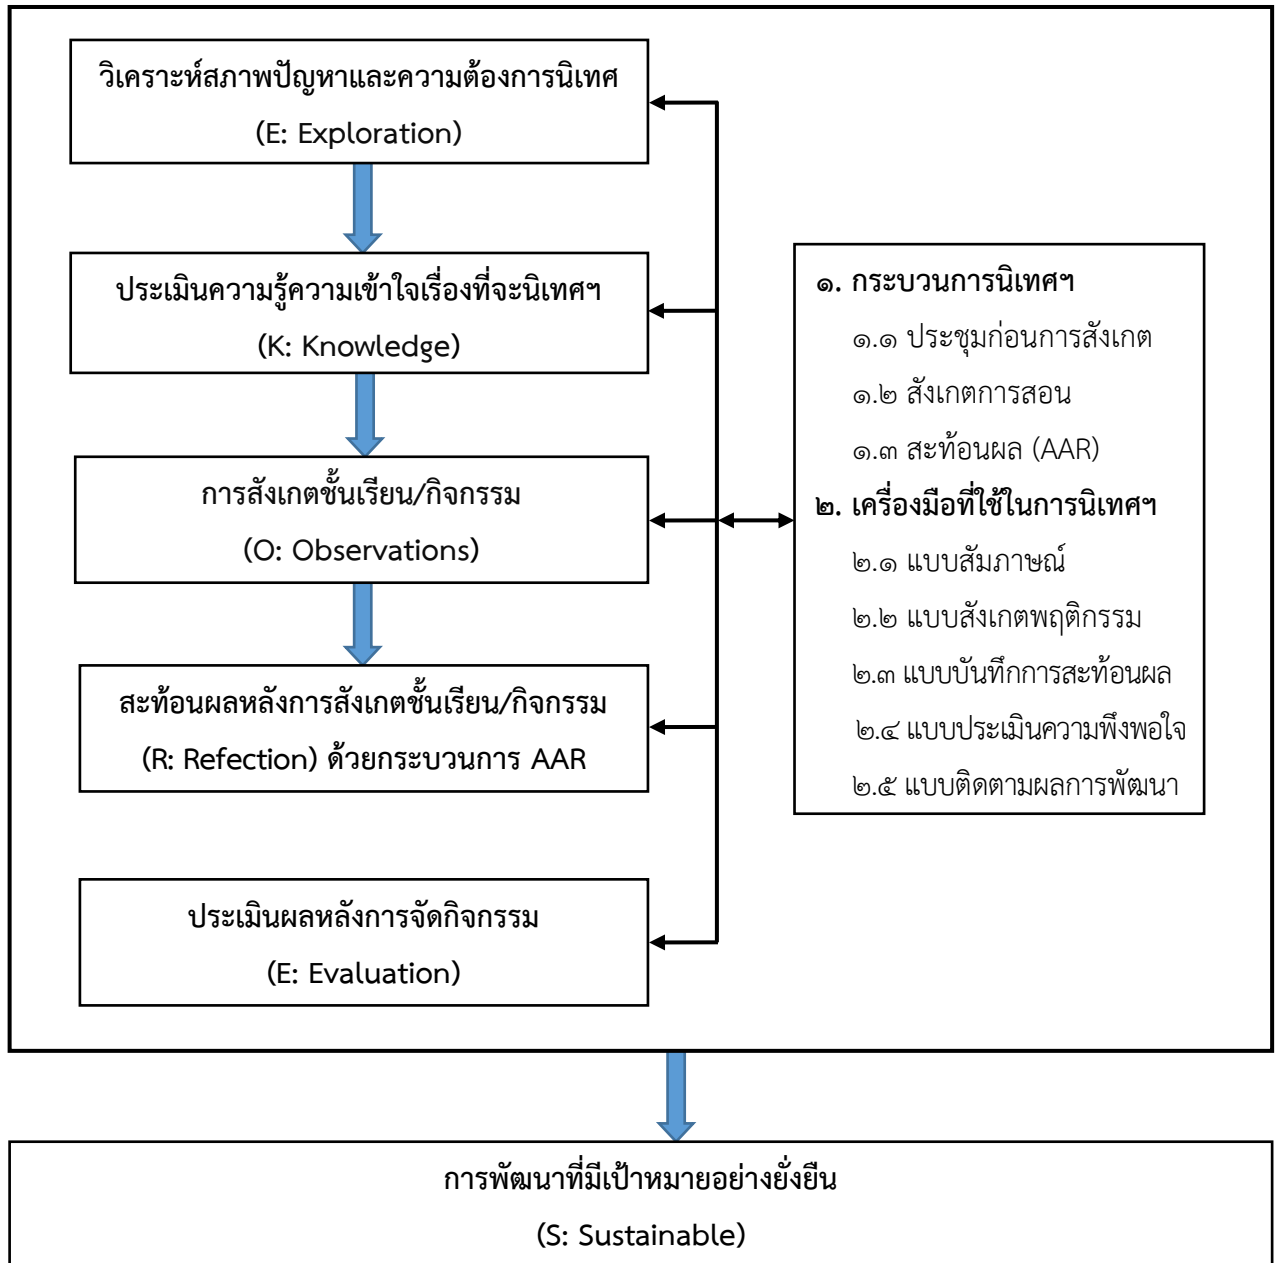 วิเคราะห์สภาพปัญหาและความต้องการนิเทศ
(E: Exploration)
ประเมินความรู้ความเข้าใจเรื่องที่จะนิเทศฯ
(K: Knowledge)
การสังเกตชั้นเรียน/กิจกรรม
(O: Observations)
สะท้อนผลหลังการสังเกตชั้นเรียน/กิจกรรม
(R: Refection) ด้วยกระบวนการ AAR
ประเมินผลหลังการจัดกิจกรรม
(E: Evaluation)
๑. กระบวนการนิเทศฯ
๑.๑ ประชุมก่อนการสังเกต
๑.๒ สังเกตการสอน
๑.๓ สะท้อนผล (AAR)
๒. เครื่องมือที่ใช้ในการนิเทศฯ
๒.๑ แบบสัมภาษณ์
๒.๒ แบบสังเกตพฤติกรรม
๒.๓ แบบบันทึกการสะท้อนผล
๒.๔ แบบประเมินความพึงพอใจ
๒.๕ แบบติดตามผลการพัฒนา
การพัฒนาที่มีเป้าหมายอย่างยั่งยืน
(S: Sustainable)